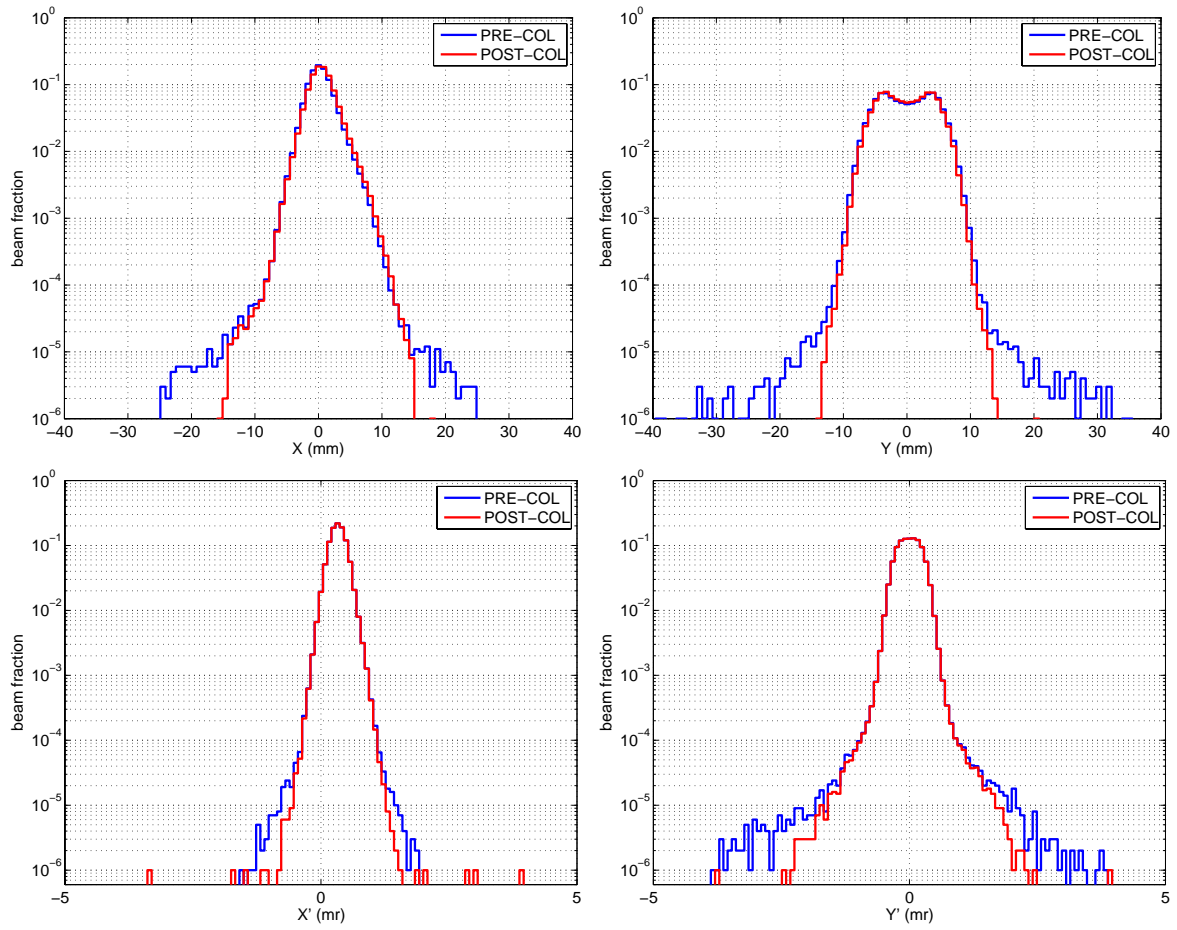 10^0
10^−1
10^−2
10^−3
10^−4
10^−5
10^−6
beam fraction
PRE−COL
POST−COL
−40 −30 −20 −10 0 10 20 30 40
X (mm)
10^0
10^−1
10^−2
10^−3
10^−4
10^−5
10^−6
beam fraction
PRE−COL
POST−COL
−40 −30 −20 −10 0 10 20 30 40
Y (mm)
10^0
10^−1
10^−2
10^−3
10^−4
10^−5
10^−6
beam fraction
PRE−COL
POST−COL
−5 0 5
X' (mr)
10^0
10^−1
10^−2
10^−3
10^−4
10^−5
10^−6
beam fraction
PRE−COL
POST−COL
−5 0 5
Y' (mr)